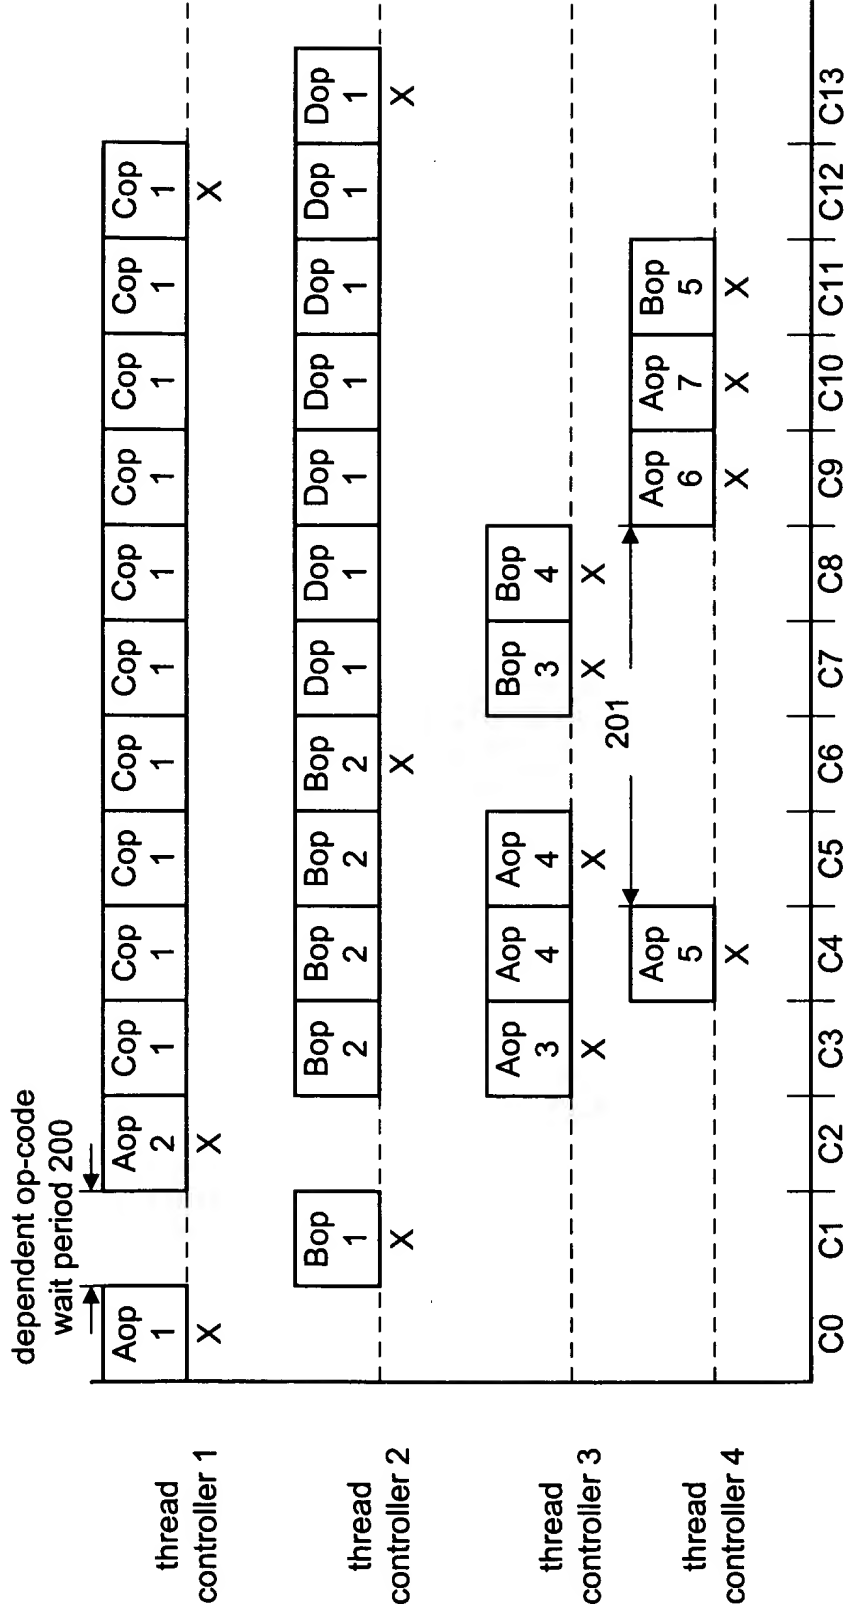 dependent op-code
wait period 200
Aop Aop Cop Cop Cop Cop Cop Cop Cop Cop Cop Cop
thread 1 2 1 1 1 1 1 1 1 1 1 1
controller 1 X X X
Bop Bop Bop Bop Bop Dop Dop Dop Dop Dop Dop Dop
thread 1 2 2 2 2 1 1 1 1 1 1 1
controller 2 X X X
Aop Aop Aop Bop Bop
thread 3 4 4 3 4
controller 3 X X X X
201
Aop Aop Aop Bop
thread 5 6 7 5
controller 4 X X X X
C0 C1 C2 C3 C4 C5 C6 C7 C8 C9 C10 C11 C12 C13